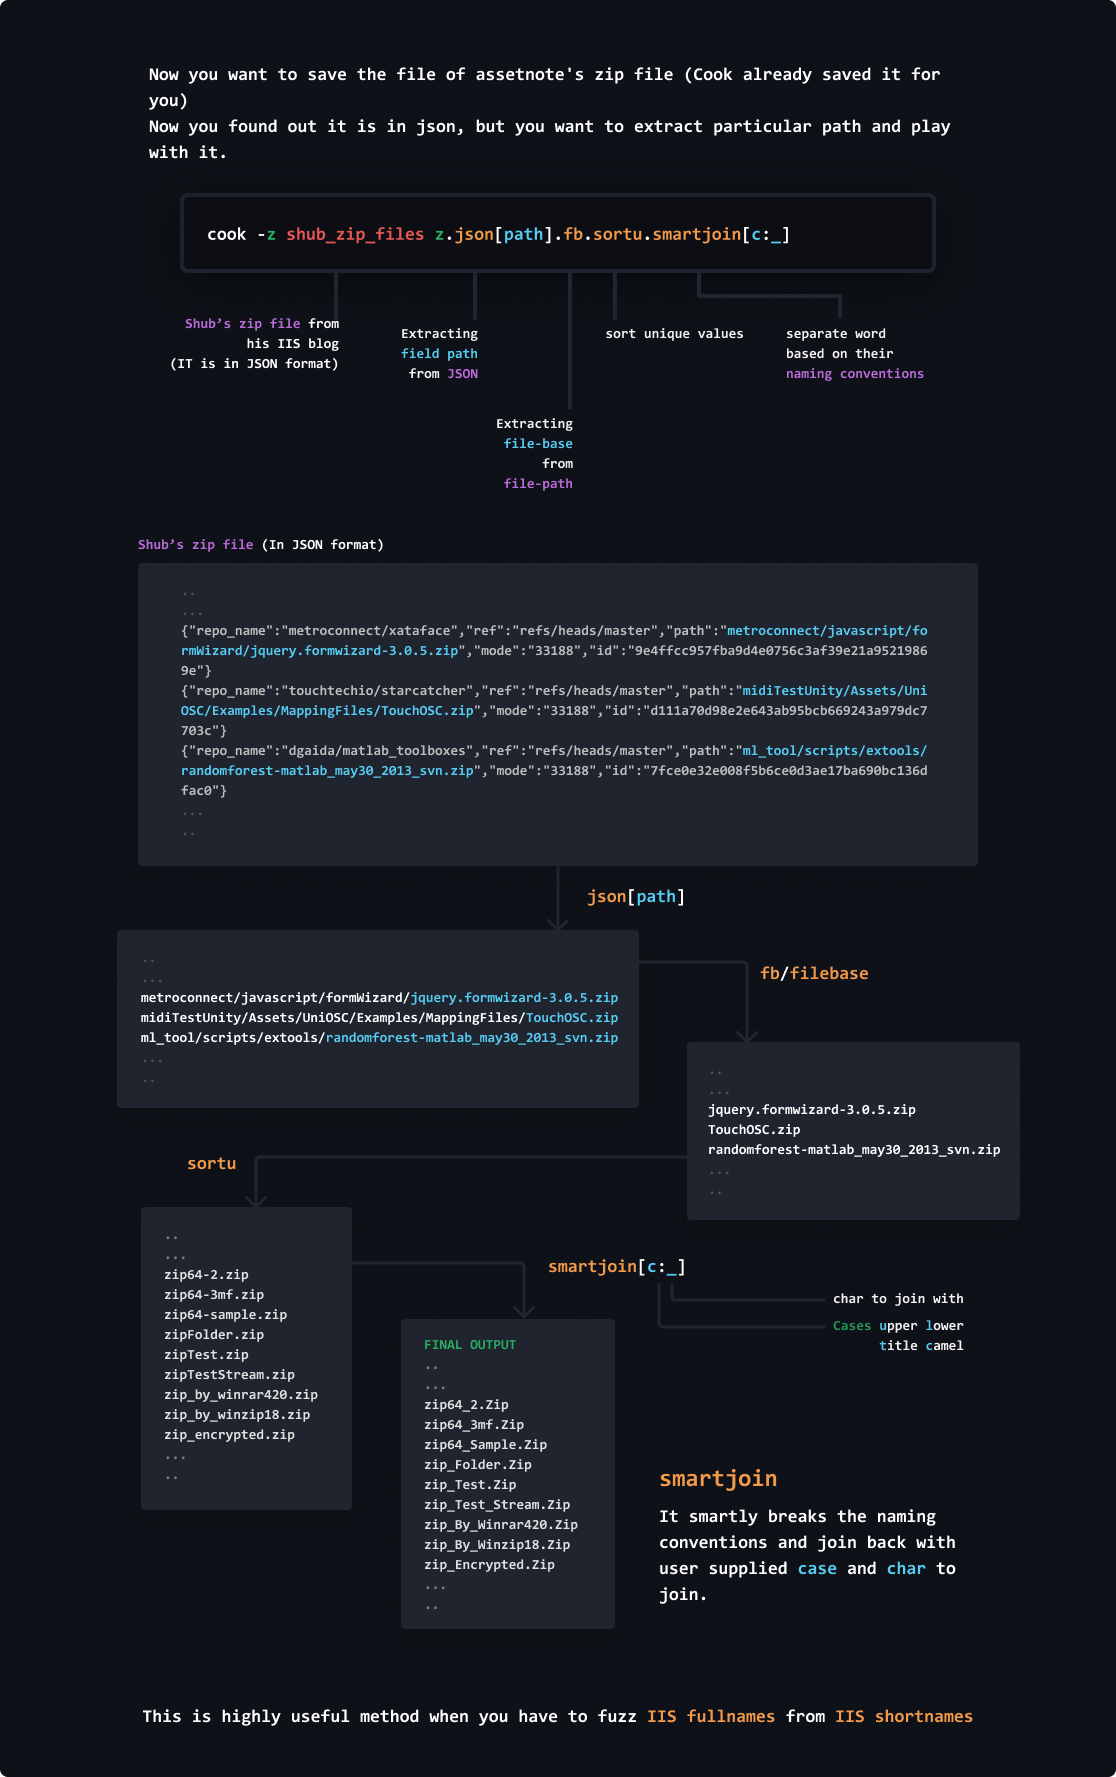 Now you want to save the file of assetnote's zip file (Cook already saved it for
you)
Now you found out it is in json, but you want to extract particular path and play
with it.
cook -z shub_zip_files z.json[path].fb.sortu.smartjoin[c:_]
Shub’s zip file from
his IIS blog
(IT is in JSON format)
Extracting
field path
from JSON
sort unique values
separate word
based on their
naming conventions
Extracting
file-base
from
file-path
Shub’s zip file (In JSON format)
..
...
{"repo_name":"metroconnect/xataface","ref":"refs/heads/master","path":"metroconnect/javascript/fo
rmWizard/jquery.formwizard-3.0.5.zip","mode":"33188","id":"9e4ffcc957fba9d4e0756c3af39e21a9521986
9e"}
{"repo_name":"touchtechio/starcatcher","ref":"refs/heads/master","path":"midiTestUnity/Assets/Uni
OSC/Examples/MappingFiles/TouchOSC.zip","mode":"33188","id":"d111a70d98e2e643ab95bcb669243a979dc7
703c"}
{"repo_name":"dgaida/matlab_toolboxes","ref":"refs/heads/master","path":"ml_tool/scripts/extools/
randomforest-matlab_may30_2013_svn.zip","mode":"33188","id":"7fce0e32e008f5b6ce0d3ae17ba690bc136d
fac0"}
...
..
json[path]
..
...
metroconnect/javascript/formWizard/jquery.formwizard-3.0.5.zip
midiTestUnity/Assets/UniOSC/Examples/MappingFiles/TouchOSC.zip
ml_tool/scripts/extools/randomforest-matlab_may30_2013_svn.zip
...
..
fb/filebase
..
...
jquery.formwizard-3.0.5.zip
TouchOSC.zip
randomforest-matlab_may30_2013_svn.zip
...
..
sortu
..
...
zip64-2.zip
zip64-3mf.zip
zip64-sample.zip
zipFolder.zip
zipTest.zip
zipTestStream.zip
zip_by_winrar420.zip
zip_by_winzip18.zip
zip_encrypted.zip
...
..
smartjoin[c:_]
char to join with
Cases upper lower
title camel
FINAL OUTPUT
..
...
zip64_2.Zip
zip64_3mf.Zip
zip64_Sample.Zip
zip_Folder.Zip
zip_Test.Zip
zip_Test_Stream.Zip
zip_By_Winrar420.Zip
zip_By_Winzip18.Zip
zip_Encrypted.Zip
...
..
smartjoin
It smartly breaks the naming
conventions and join back with
user supplied case and char to
join.
This is highly useful method when you have to fuzz IIS fullnames from IIS shortnames